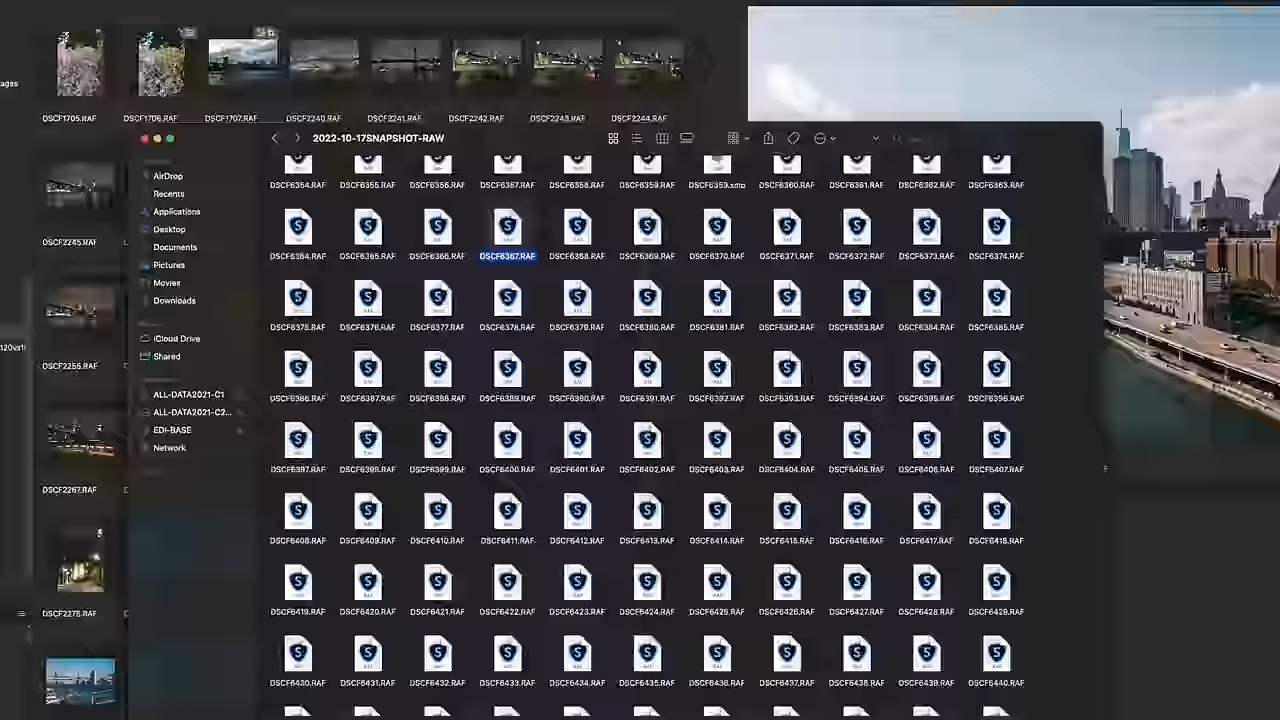 ages
DSCF1705.RAF DSCF1706.RAF DSCF1707.RAF DSCF2240.RAF DSCF2241.RAF DSCF2242.RAF DSCF2243.RAF DSCF2244.RAF
2022-10-17SNAPSHOT-RAW
AirDrop
Recents
Applications
Desktop
Documents
Pictures
Movies
Downloads
iCloud Drive
Shared
ALL-DATA2021-C1
ALL-DATA2021-C2...
EDI-BASE
Network
DSCF2245.RAF
DSCF2256.RAF
DSCF2267.RAF
DSCF2278.RAF
DSCF6354.RAF DSCF6355.RAF DSCF6356.RAF DSCF6357.RAF DSCF6358.RAF DSCF6359.RAF DSCF6359.xmp DSCF6360.RAF DSCF6361.RAF DSCF6362.RAF DSCF6363.RAF
DSCF6364.RAF DSCF6365.RAF DSCF6366.RAF DSCF6367.RAF DSCF6368.RAF DSCF6369.RAF DSCF6370.RAF DSCF6371.RAF DSCF6372.RAF DSCF6373.RAF DSCF6374.RAF
DSCF6375.RAF DSCF6376.RAF DSCF6377.RAF DSCF6378.RAF DSCF6379.RAF DSCF6380.RAF DSCF6381.RAF DSCF6382.RAF DSCF6383.RAF DSCF6384.RAF DSCF6385.RAF
DSCF6386.RAF DSCF6387.RAF DSCF6388.RAF DSCF6389.RAF DSCF6390.RAF DSCF6391.RAF DSCF6392.RAF DSCF6393.RAF DSCF6394.RAF DSCF6395.RAF DSCF6396.RAF
DSCF6397.RAF DSCF6398.RAF DSCF6399.RAF DSCF6400.RAF DSCF6401.RAF DSCF6402.RAF DSCF6403.RAF DSCF6404.RAF DSCF6405.RAF DSCF6406.RAF DSCF6407.RAF
DSCF6408.RAF DSCF6409.RAF DSCF6410.RAF DSCF6411.RAF DSCF6412.RAF DSCF6413.RAF DSCF6414.RAF DSCF6415.RAF DSCF6416.RAF DSCF6417.RAF DSCF6418.RAF
DSCF6419.RAF DSCF6420.RAF DSCF6421.RAF DSCF6422.RAF DSCF6423.RAF DSCF6424.RAF DSCF6425.RAF DSCF6426.RAF DSCF6427.RAF DSCF6428.RAF DSCF6429.RAF
DSCF6430.RAF DSCF6431.RAF DSCF6432.RAF DSCF6433.RAF DSCF6434.RAF DSCF6435.RAF DSCF6436.RAF DSCF6437.RAF DSCF6438.RAF DSCF6439.RAF DSCF6440.RAF